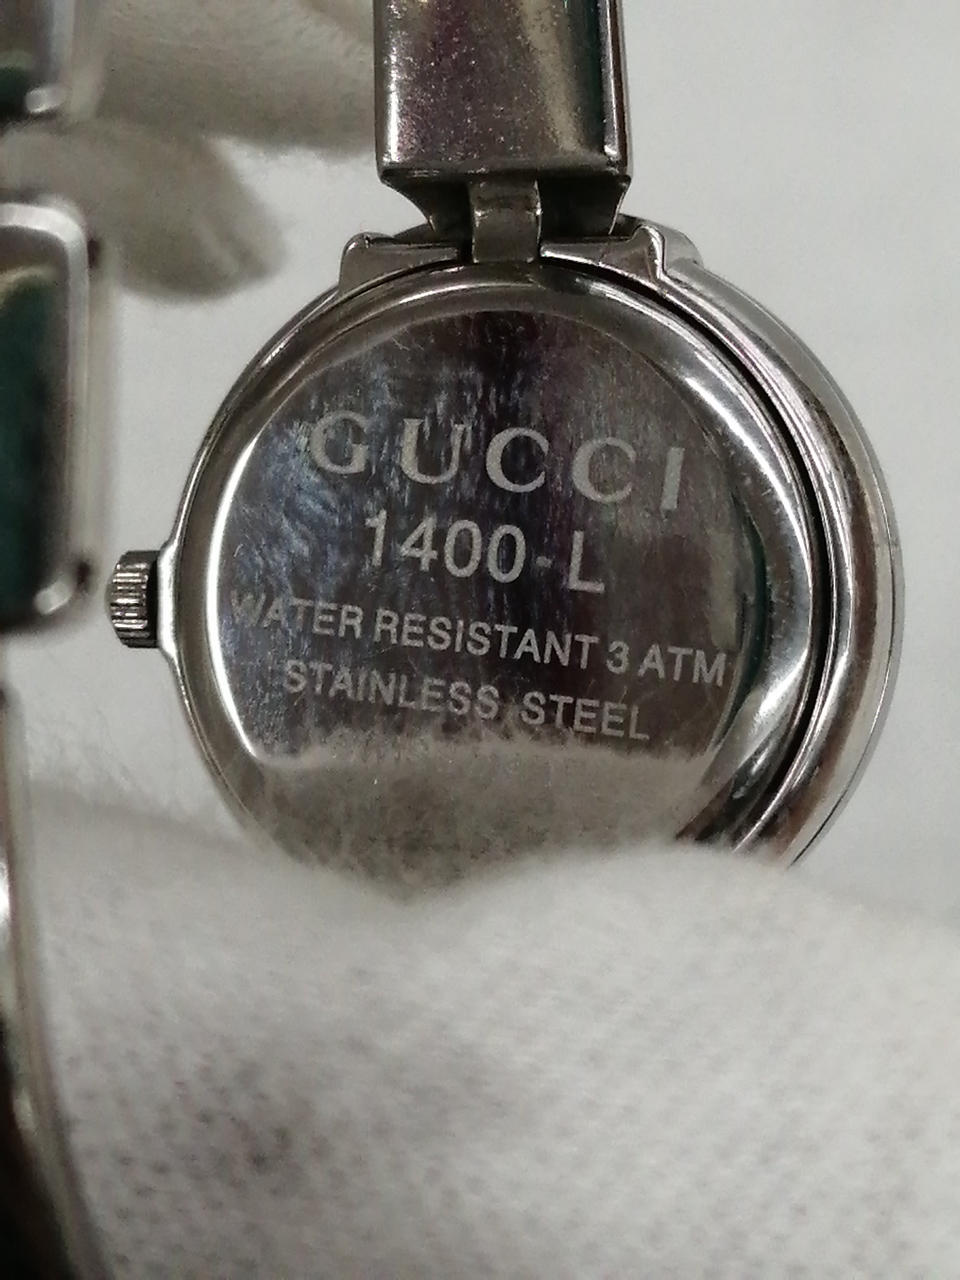 GUCCI
1400-L
WATER RESISTANT 3 ATM
STAINLESS STEEL